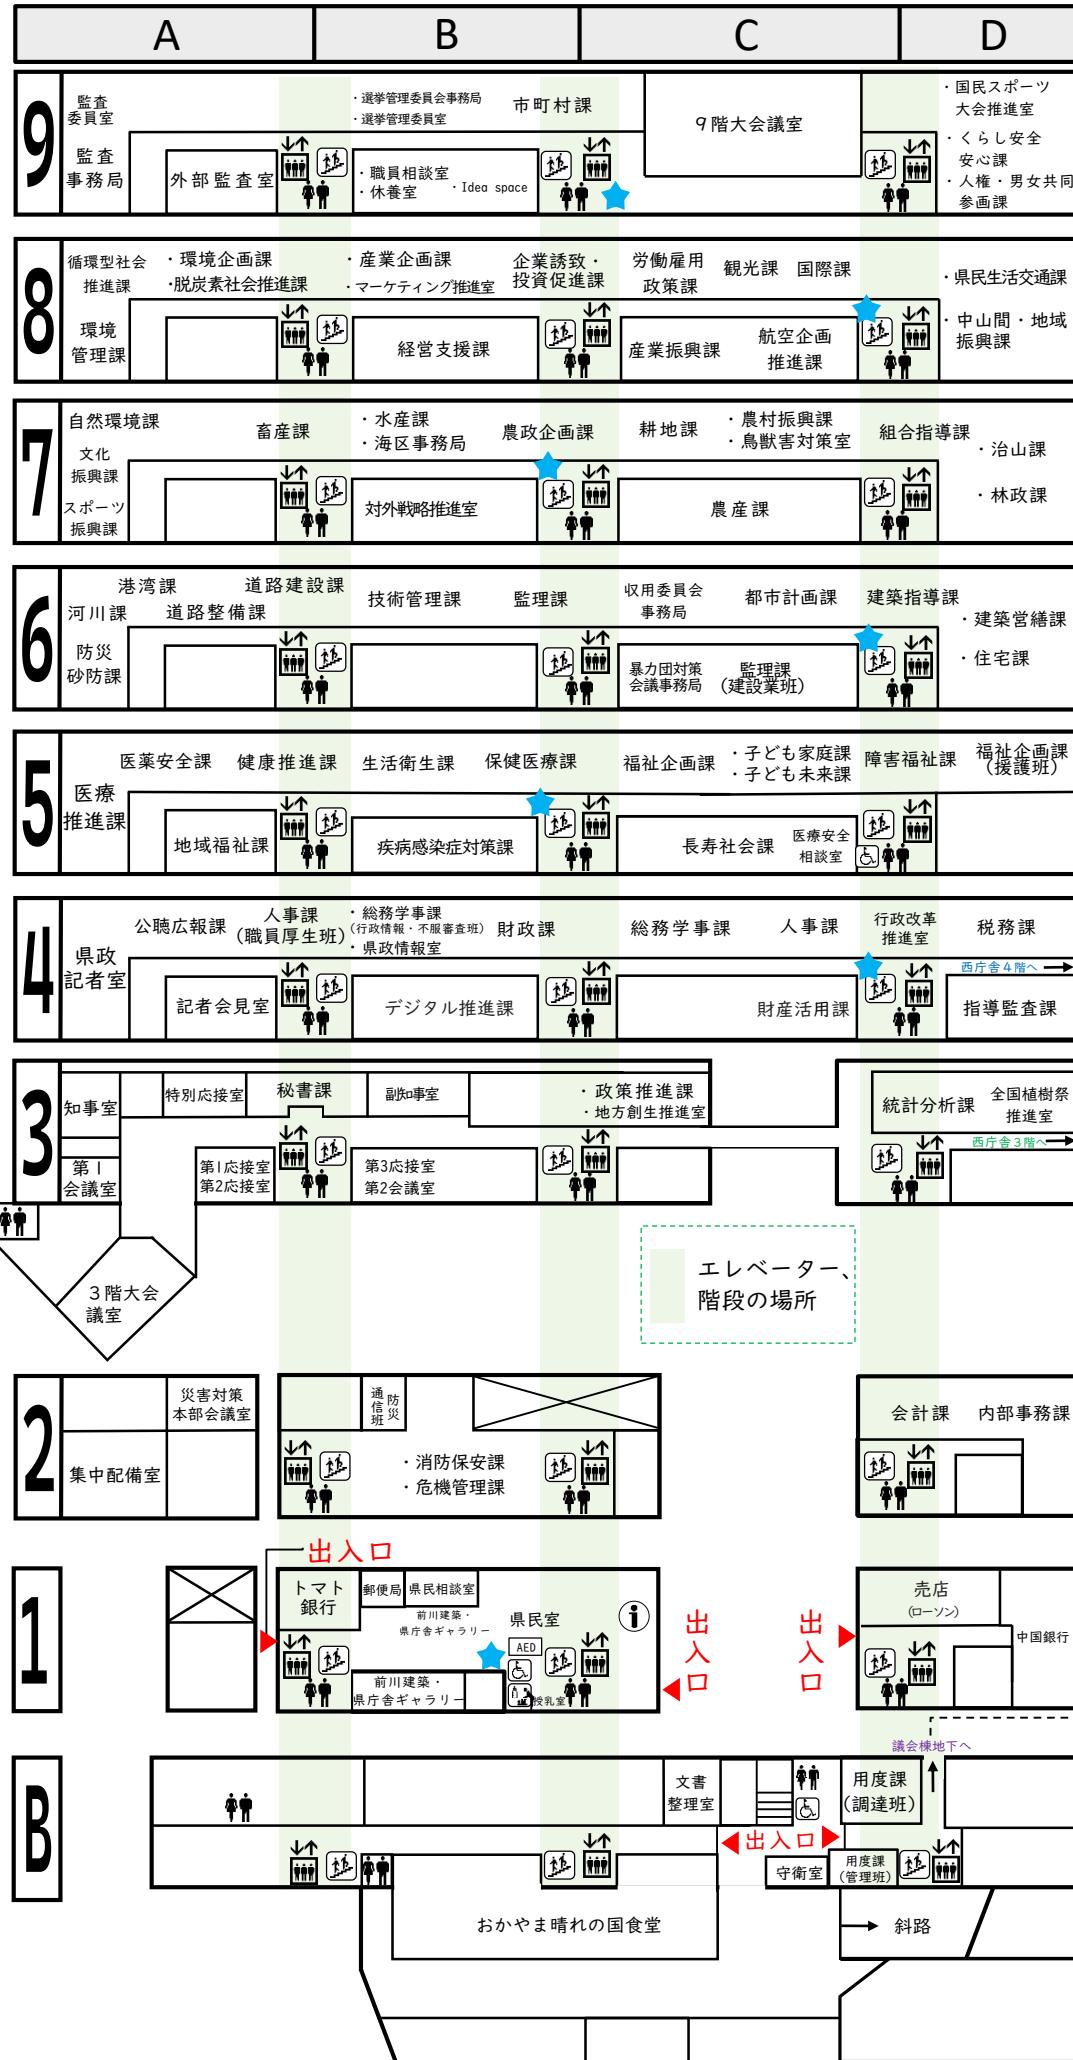 A B C D
9
監査
委員室
監査
事務局
外部監査室
・選挙管理委員会事務局
・選挙管理委員室
市町村課
・職員相談室
・休養室
・Idea space
9階大会議室
・国民スポーツ
大会推進室
・くらし安全
安心課
・人権・男女共同
参画課
8
循環型社会
推進課
・環境企画課
・脱炭素社会推進課
環境
管理課
・産業企画課
・マーケティング推進室
企業誘致・
投資促進課
経営支援課
労働雇用
政策課
観光課
国際課
産業振興課
航空企画
推進課
・県民生活交通課
・中山間・地域
振興課
7
自然環境課
文化
振興課
スポーツ
振興課
畜産課
・水産課
・海区事務局
農政企画課
対外戦略推進室
耕地課
・農村振興課
・鳥獣害対策室
農産課
組合指導課
・治山課
・林政課
6
港湾課
道路建設課
河川課
道路整備課
防災
砂防課
技術管理課
監理課
収用委員会
事務局
都市計画課
建築指導課
暴力団対策
会議事務局
監理課
(建設業班)
・建築営繕課
・住宅課
5
医薬安全課
健康推進課
医療
推進課
地域福祉課
生活衛生課
保健医療課
疾病感染症対策課
福祉企画課
・子ども家庭課
・子ども未来課
長寿社会課
医療安全
相談室
障害福祉課
福祉企画課
(援護班)
4
公聴広報課
人事課
(職員厚生班)
県政
記者室
記者会見室
・総務学事課
(行政情報・不服審査班)
・県政情報室
財政課
デジタル推進課
総務学事課
人事課
財産活用課
行政改革
推進室
税務課
西庁舎4階へ
指導監査課
3
知事室
特別応接室
秘書課
副知事室
・政策推進課
・地方創生推進室
第1
会議室
第1応接室
第2応接室
第3応接室
第2会議室
3階大会
議室
統計分析課
全国植樹祭
推進室
西庁舎3階へ
エレベーター、
階段の場所
2
災害対策
本部会議室
集中配備室
防災
通信班
・消防保安課
・危機管理課
会計課
内部事務課
1
出入口
トマト
銀行
郵便局
県民相談室
前川建築・
県庁舎ギャラリー
県民室
AED
前川建築・
県庁舎ギャラリー
授乳室
出入口
出入口
売店
(ローソン)
中国銀行
議会棟地下へ
B
文書
整理室
用度課
(調達班)
出入口
守衛室
用度課
(管理班)
おかやま晴れの国食堂
斜路